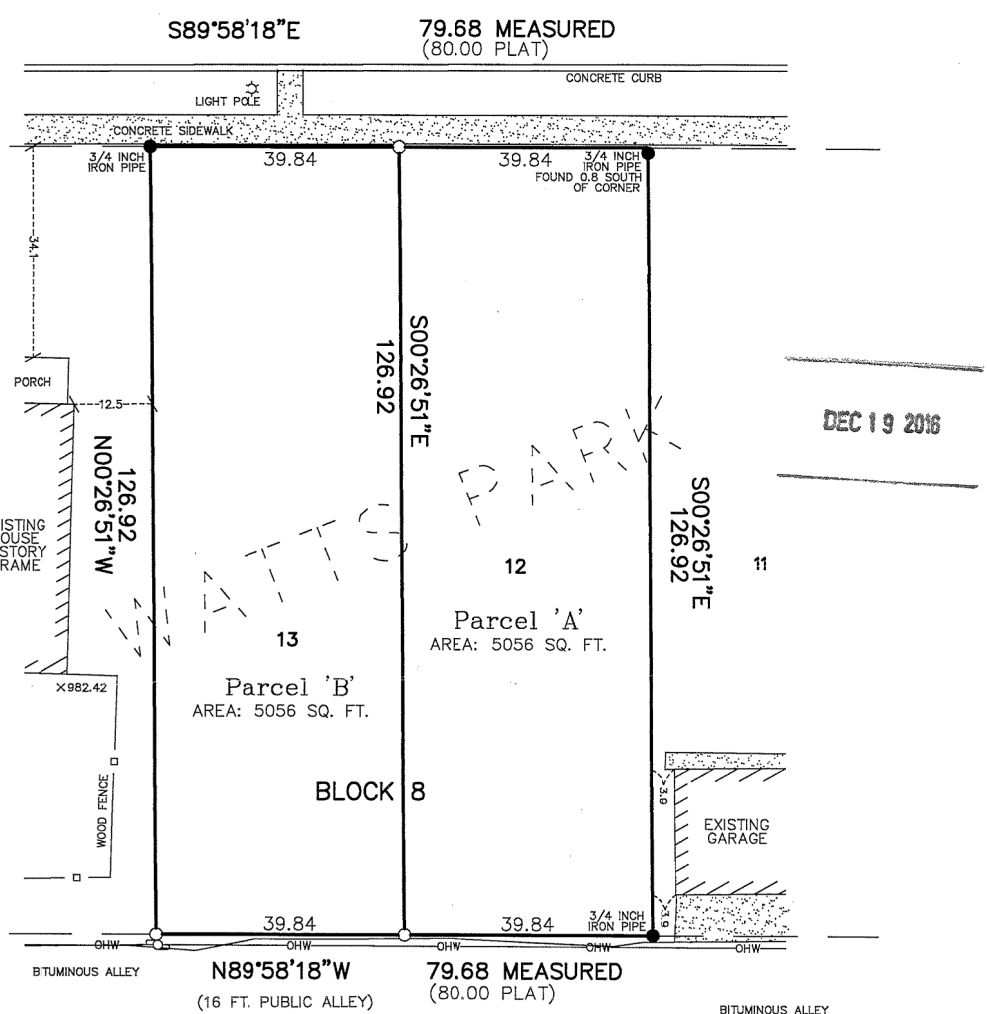 S89°58'18"E
79.68 MEASURED
(80.00 PLAT)
CONCRETE CURB
LIGHT POLE
CONCRETE SIDEWALK
3/4 INCH
IRON PIPE
39.84
39.84
3/4 INCH
IRON PIPE
FOUND 0.8 SOUTH
OF CORNER
34.1
PORCH
12.5
126.92
N00°26'51"W
S00°26'51"E
126.92
DEC 19 2016
WATTS PARK
S00°26'51"E
126.92
ISTING
OUSE
STORY
RAME
12
11
13
Parcel 'A'
AREA: 5056 SQ. FT.
Parcel 'B'
AREA: 5056 SQ. FT.
X982.42
BLOCK 8
WOOD FENCE
3.9
EXISTING
GARAGE
3.9
39.84
39.84
3/4 INCH
IRON PIPE
OHW
OHW
OHW
OHW
OHW
BITUMINOUS ALLEY
N89°58'18"W
79.68 MEASURED
(16 FT. PUBLIC ALLEY)
(80.00 PLAT)
BITUMINOUS ALLEY